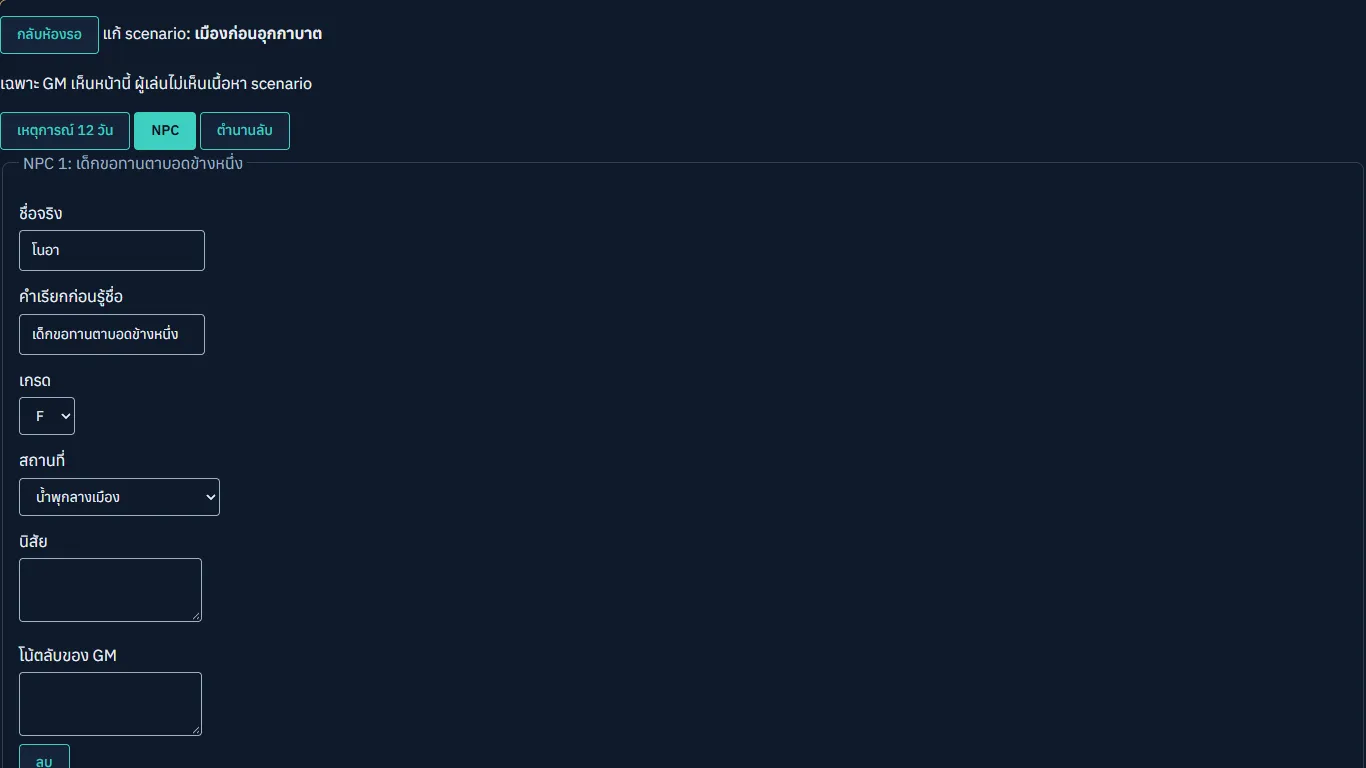 กลับห้องรอ แก้ scenario: เมืองก่อนอุกกาบาต
เฉพาะ GM เห็นหน้านี้ ผู้เล่นไม่เห็นเนื้อหา scenario
เหตุการณ์ 12 วัน NPC ตำนานลับ
NPC 1: เด็กขอทานตาบอดข้างหนึ่ง
ชื่อจริง
โนอา
คำเรียกก่อนรู้ชื่อ
เด็กขอทานตาบอดข้างหนึ่ง
เกรด
F
สถานที่
น้ำพุกลางเมือง
นิสัย
โน้ตลับของ GM
ลบ